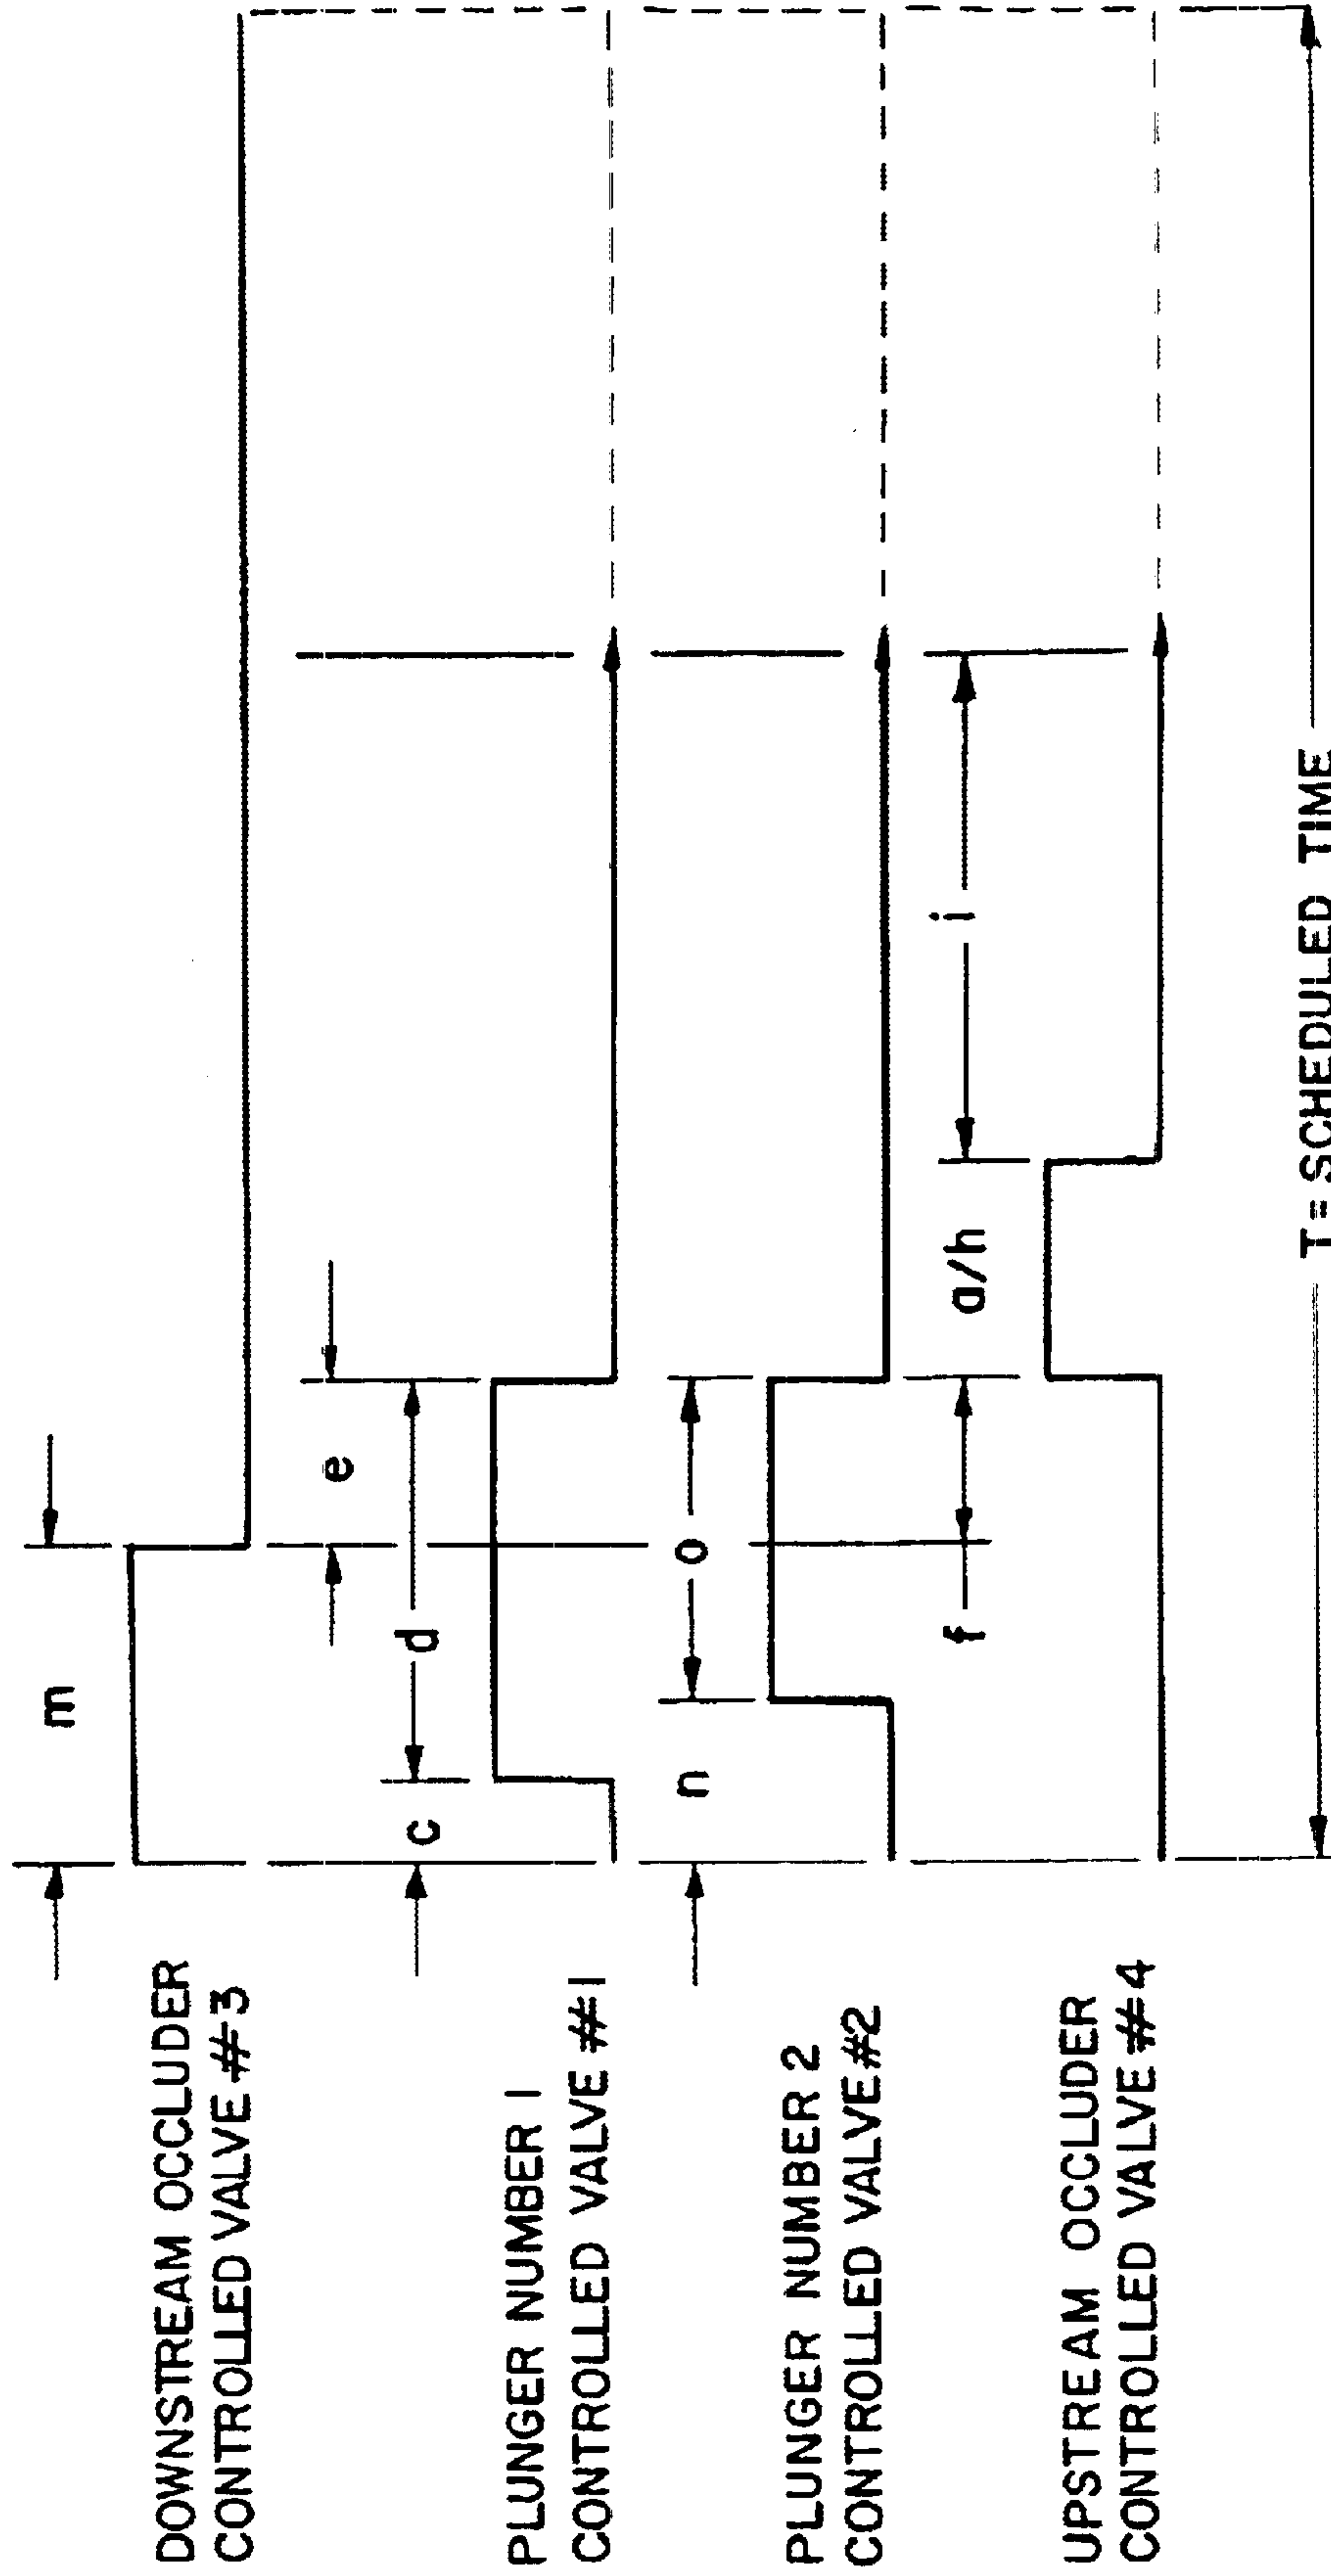 m
DOWNSTREAM OCCLUDER
CONTROLLED VALVE #3
e
c
d
PLUNGER NUMBER 1
CONTROLLED VALVE #1
n
o
PLUNGER NUMBER 2
CONTROLLED VALVE #2
f
a/h
i
UPSTREAM OCCLUDER
CONTROLLED VALVE #4
T = SCHEDULED TIME